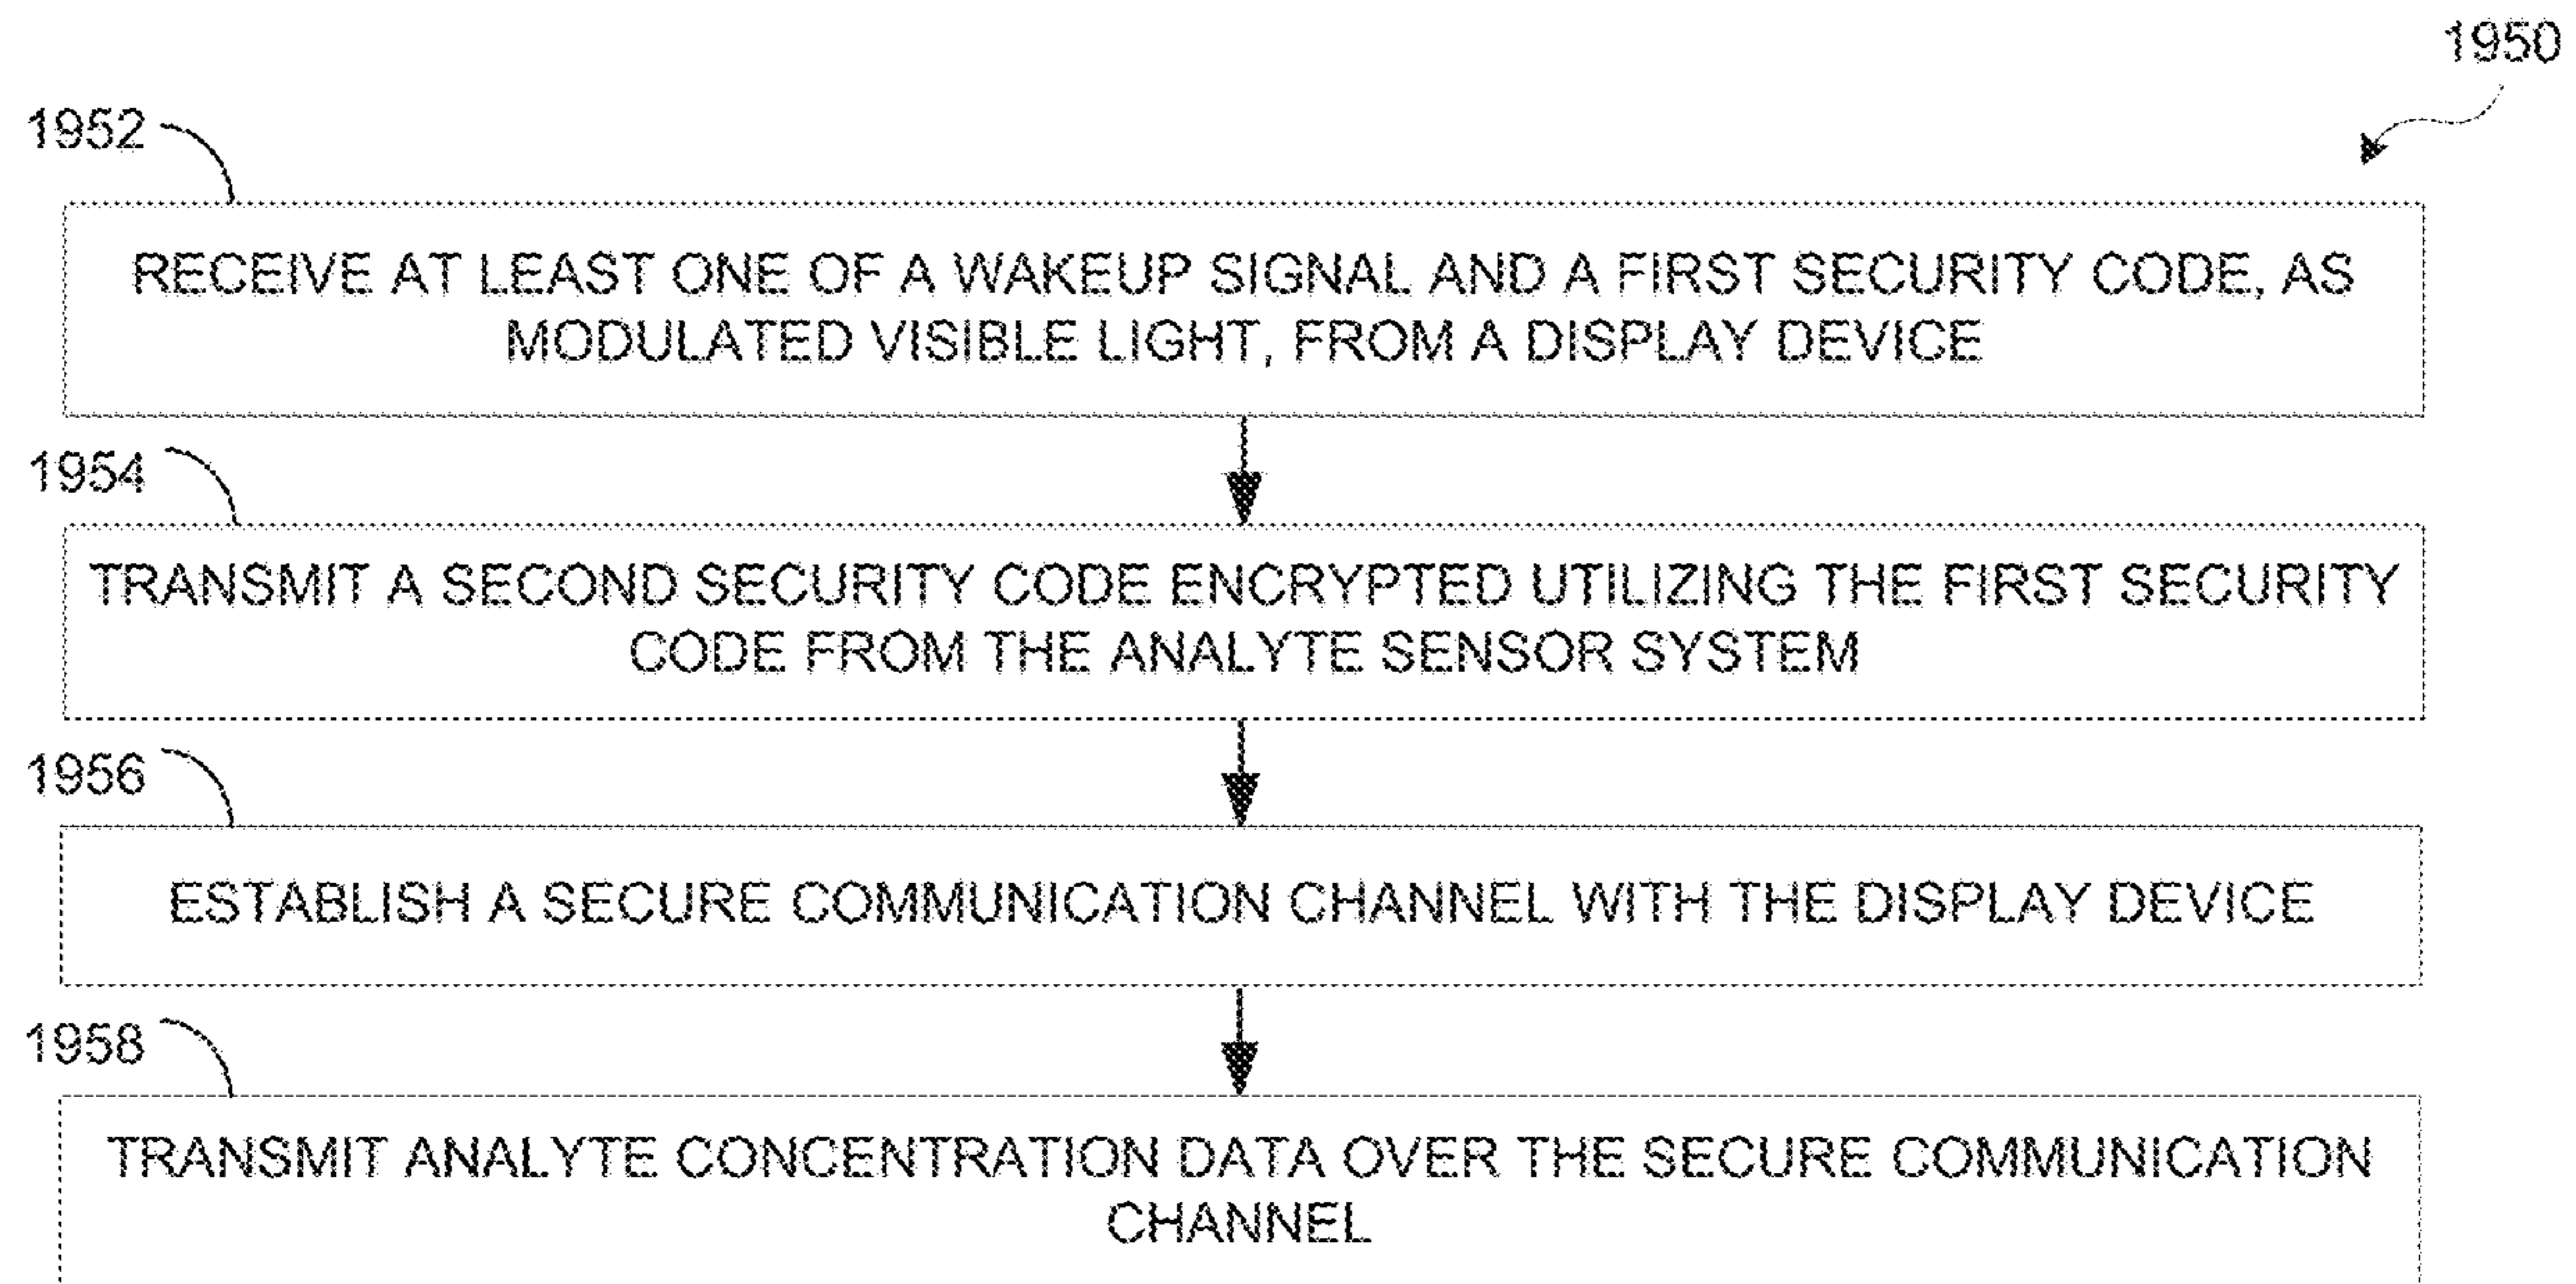 1950
1952
RECEIVE AT LEAST ONE OF A WAKEUP SIGNAL AND A FIRST SECURITY CODE, AS
MODULATED VISIBLE LIGHT, FROM A DISPLAY DEVICE
1954
TRANSMIT A SECOND SECURITY CODE ENCRYPTED UTILIZING THE FIRST SECURITY
CODE FROM THE ANALYTE SENSOR SYSTEM
1956
ESTABLISH A SECURE COMMUNICATION CHANNEL WITH THE DISPLAY DEVICE
1958
TRANSMIT ANALYTE CONCENTRATION DATA OVER THE SECURE COMMUNICATION
CHANNEL